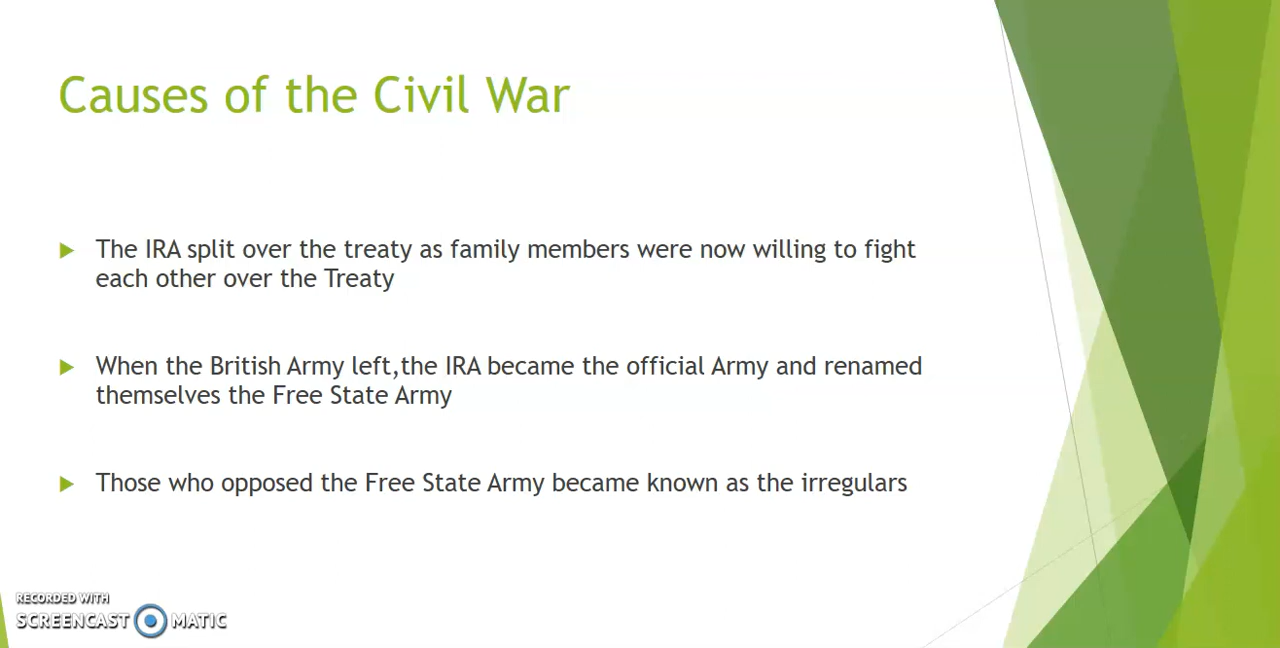 Causes of the Civil War
The IRA split over the treaty as family members were now willing to fight
each other over the Treaty
When the British Army left,the IRA became the official Army and renamed
themselves the Free State Army
Those who opposed the Free State Army became known as the irregulars
RECORDED WITH
SCREENCAST MATIC